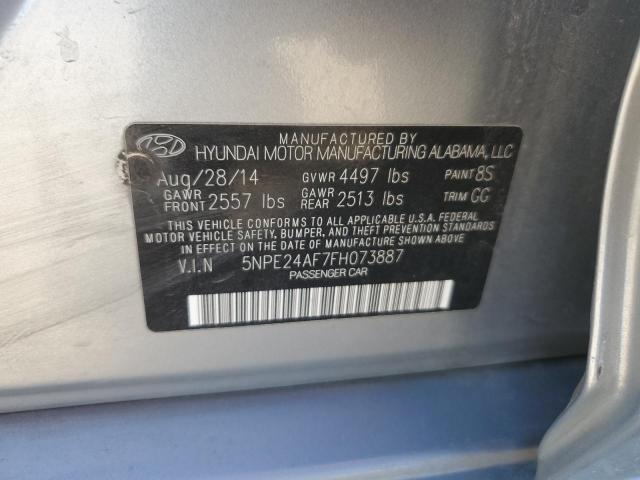 MANUFACTURED BY
HYUNDAI MOTOR MANUFACTURING ALABAMA, LLC
Aug/28/14 GVWR 4497 lbs PAINT 8S
GAWR FRONT 2557 lbs GAWR REAR 2513 lbs TRIM GG
THIS VEHICLE CONFORMS TO ALL APPLICABLE U.S.A. FEDERAL
MOTOR VEHICLE SAFETY, BUMPER, AND THEFT PREVENTION STANDARDS
IN EFFECT ON THE DATE OF MANUFACTURE SHOWN ABOVE.
V.I.N 5NPE24AF7FH073887
PASSENGER CAR